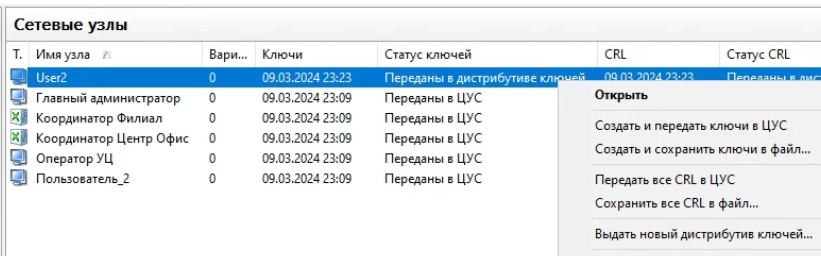 Сетевые узлы
Т. Имя узла Вари... Ключи Статус ключей CRL Статус CRL
User2 0 09.03.2024 23:23 Переданы в дистрибутиве ключей 09.03.2024 23:23 Переданы в дис
Главный администратор 0 09.03.2024 23:09 Переданы в ЦУС
Координатор Филиал 0 09.03.2024 23:09 Переданы в ЦУС
Координатор Центр Офис 0 09.03.2024 23:09 Переданы в ЦУС
Оператор УЦ 0 09.03.2024 23:09 Переданы в ЦУС
Пользователь_2 0 09.03.2024 23:09 Переданы в ЦУС
Открыть
Создать и передать ключи в ЦУС
Создать и сохранить ключи в файл...
Передать все CRL в ЦУС
Сохранить все CRL в файл...
Выдать новый дистрибутив ключей...